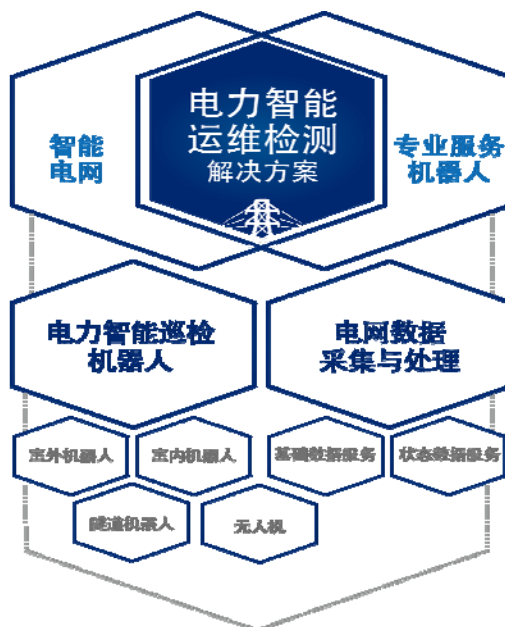 智能
电网
电力智能
运维检测
解决方案
专业服务
机器人
电力智能巡检
机器人
电网数据
采集与处理
室外机器人
室内机器人
基础数据服务
状态数据服务
隧道机器人
无人机